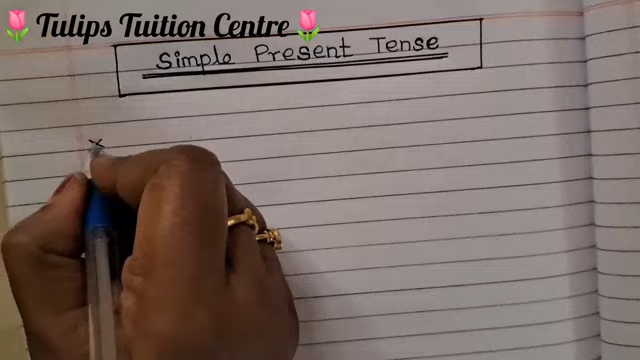 🌷Tulips Tuition Centre🌷
Simple Present Tense
x